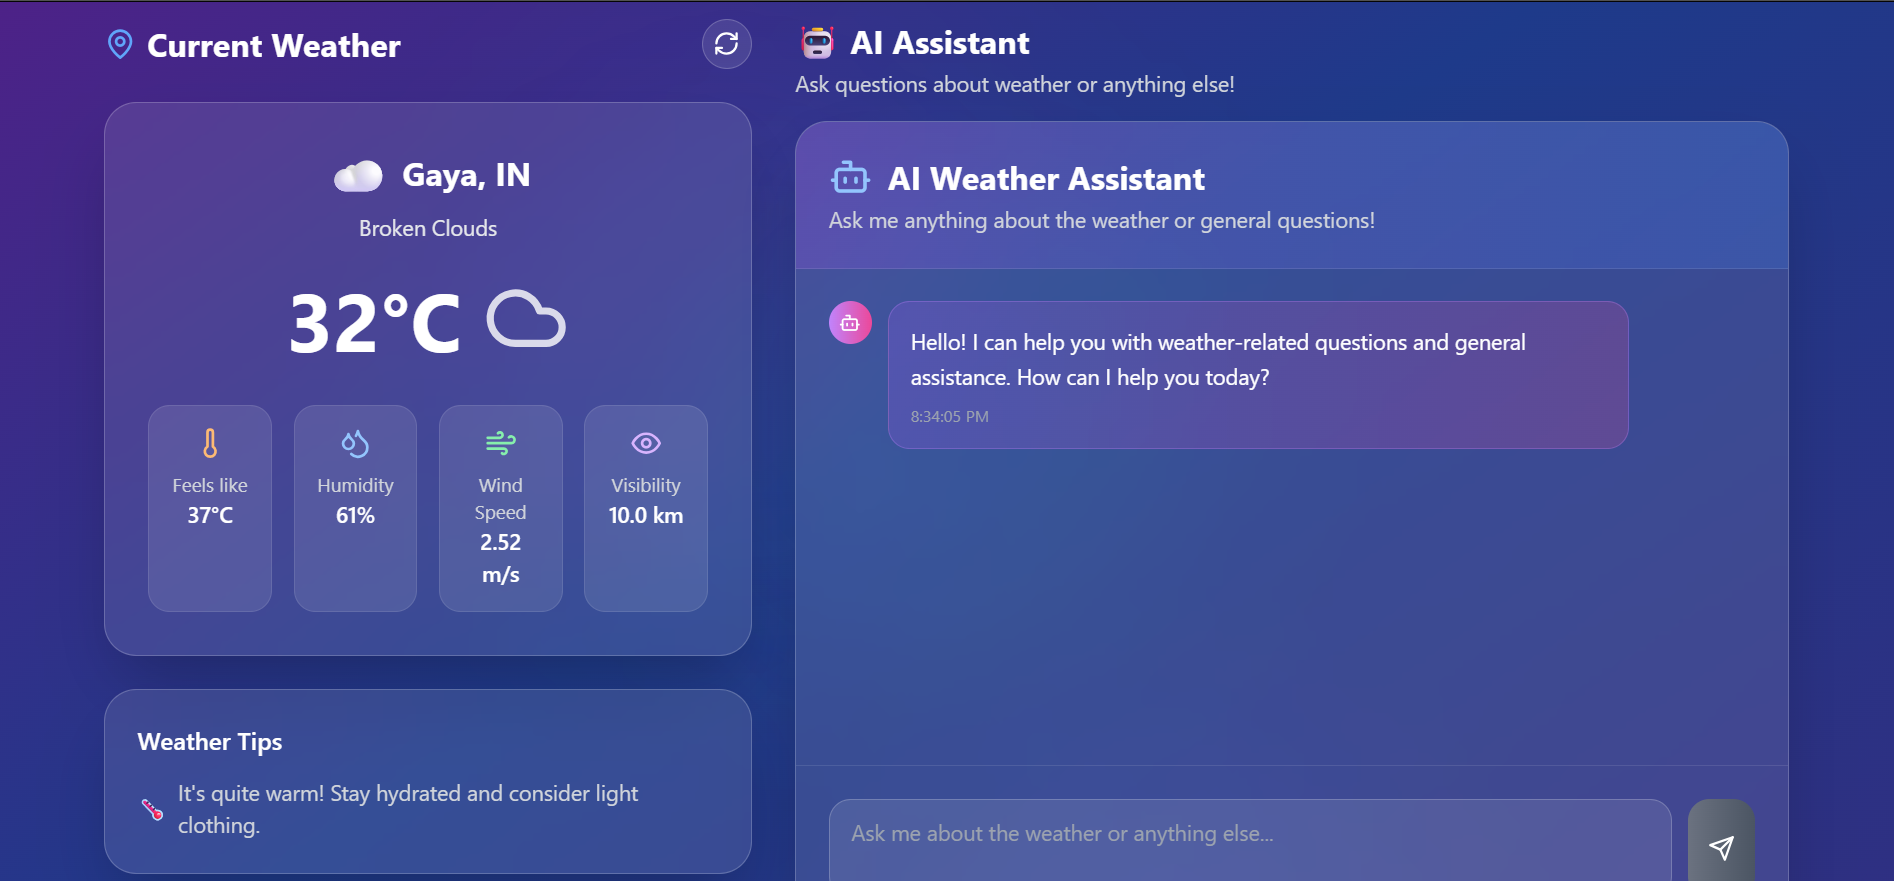 Current Weather
Gaya, IN
Broken Clouds
32°C
Feels like
37°C
Humidity
61%
Wind
Speed
2.52
m/s
Visibility
10.0 km
Weather Tips
It's quite warm! Stay hydrated and consider light
clothing.
AI Assistant
Ask questions about weather or anything else!
AI Weather Assistant
Ask me anything about the weather or general questions!
Hello! I can help you with weather-related questions and general
assistance. How can I help you today?
8:34:05 PM
Ask me about the weather or anything else...